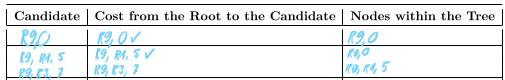 Candidate Cost from the Root to the Candidate Nodes within the Tree
R9,0 R9, 0 ✓ R9,0
R9, R1, 5 R9, R1, 5 ✓ R9,0
R9, R3, 7 R9, R3, 7 R9, R1, 5